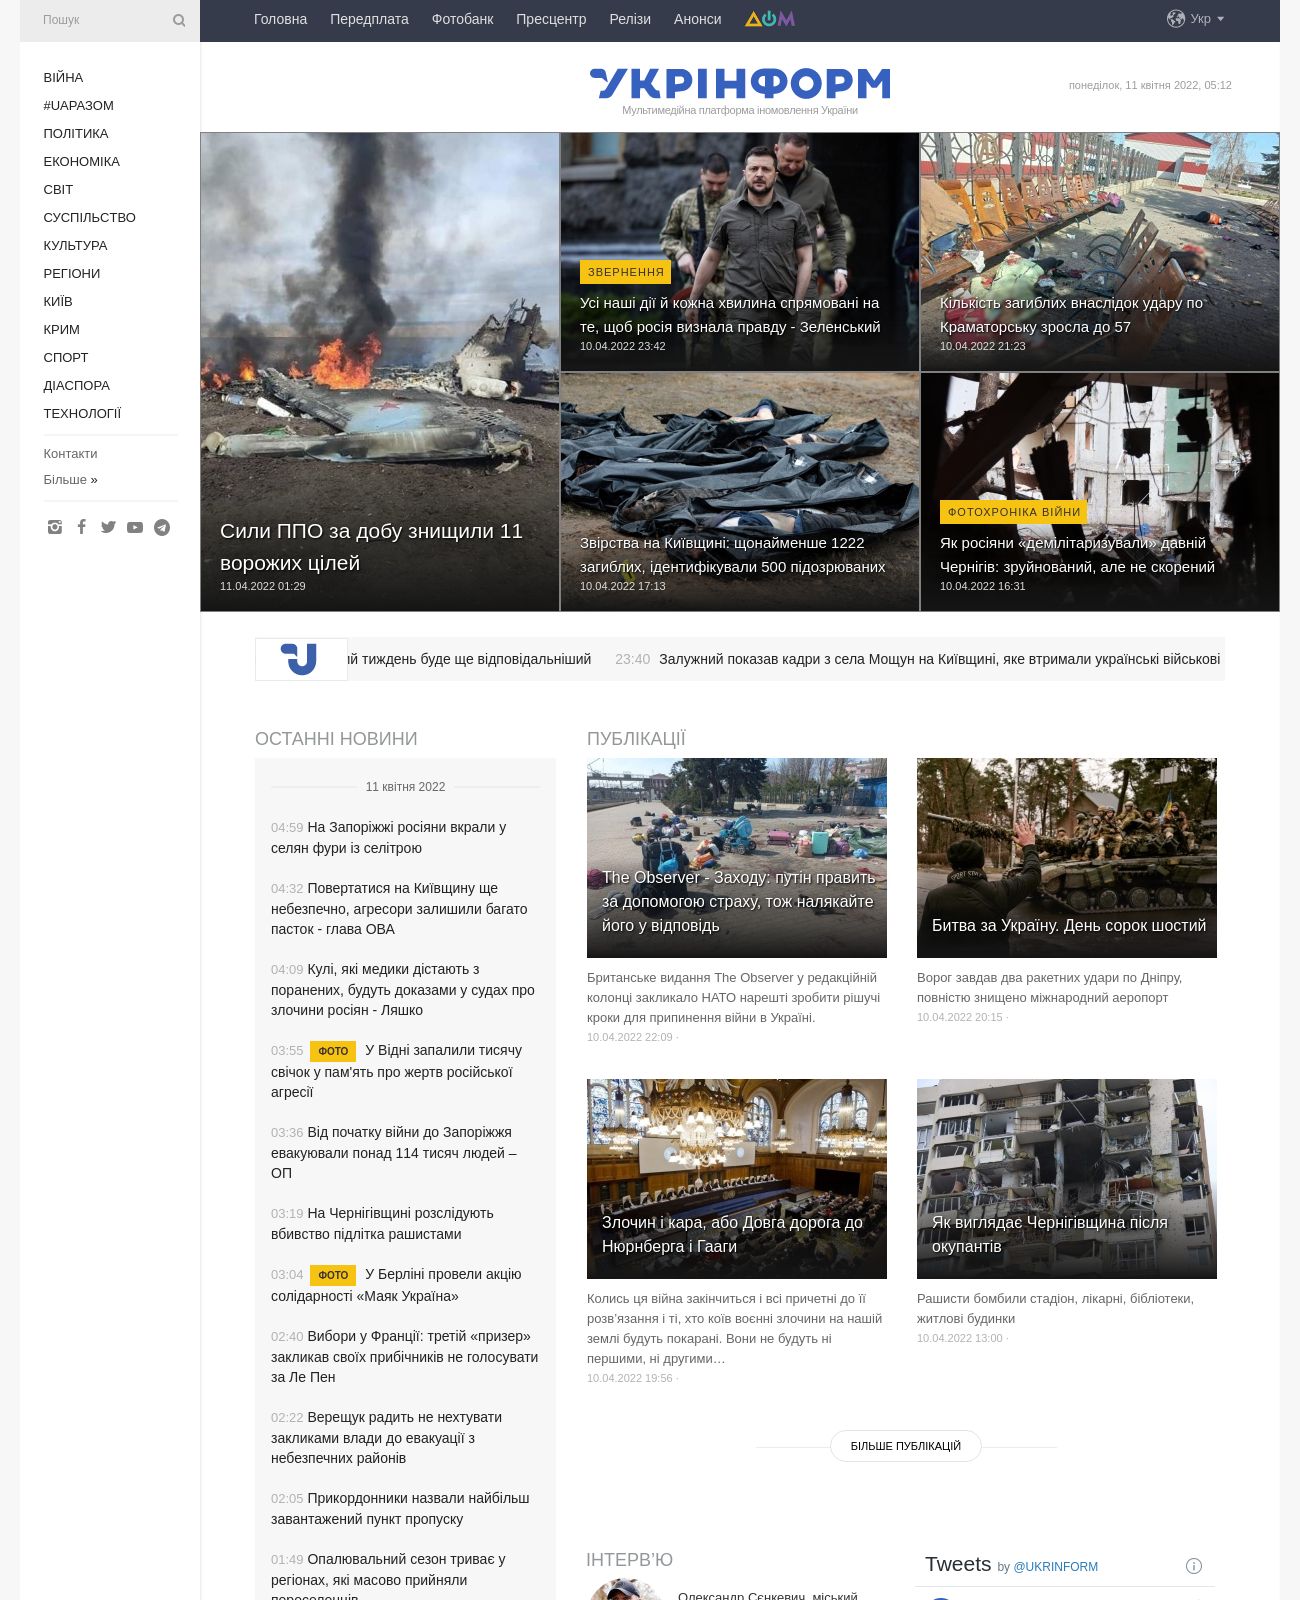 Пошук
Головна Передплата Фотобанк Пресцентр Релізи Анонси ДОМ
Укр
ВІЙНА
#UАРАЗОМ
ПОЛІТИКА
ЕКОНОМІКА
СВІТ
СУСПІЛЬСТВО
КУЛЬТУРА
РЕГІОНИ
КИЇВ
КРИМ
СПОРТ
ДІАСПОРА
ТЕХНОЛОГІЇ
Контакти
Більше »
УКРІНФОРМ
Мультимедійна платформа іномовлення України
понеділок, 11 квітня 2022, 05:12
Сили ППО за добу знищили 11
ворожих цілей
11.04.2022 01:29
ЗВЕРНЕННЯ
Усі наші дії й кожна хвилина спрямовані на
те, щоб росія визнала правду - Зеленський
10.04.2022 23:42
Кількість загиблих внаслідок удару по
Краматорську зросла до 57
10.04.2022 21:23
Звірства на Київщині: щонайменше 1222
загиблих, ідентифікували 500 підозрюваних
10.04.2022 17:13
ФОТОХРОНІКА ВІЙНИ
Як росіяни «демілітаризували» давній
Чернігів: зруйнований, але не скорений
10.04.2022 16:31
ий тиждень буде ще відповідальніший 23:40 Залужний показав кадри з села Мощун на Київщині, яке втримали українські військові
ОСТАННІ НОВИНИ
11 квітня 2022
04:59 На Запоріжжі росіяни вкрали у
селян фури із селітрою
04:32 Повертатися на Київщину ще
небезпечно, агресори залишили багато
пасток - глава ОВА
04:09 Кулі, які медики дістають з
поранених, будуть доказами у судах про
злочини росіян - Ляшко
03:55 ФОТО У Відні запалили тисячу
свічок у пам'ять про жертв російської
агресії
03:36 Від початку війни до Запоріжжя
евакуювали понад 114 тисяч людей –
ОП
03:19 На Чернігівщині розслідують
вбивство підлітка рашистами
03:04 ФОТО У Берліні провели акцію
солідарності «Маяк Україна»
02:40 Вибори у Франції: третій «призер»
закликав своїх прибічників не голосувати
за Ле Пен
02:22 Верещук радить не нехтувати
закликами влади до евакуації з
небезпечних районів
02:05 Прикордонники назвали найбільш
завантажений пункт пропуску
01:49 Опалювальний сезон триває у
регіонах, які масово прийняли
переселенців
ПУБЛІКАЦІЇ
The Observer - Заходу: путін править
за допомогою страху, тож налякайте
його у відповідь
Британське видання The Observer у редакційній
колонці закликало НАТО нарешті зробити рішучі
кроки для припинення війни в Україні.
10.04.2022 22:09 ·
Битва за Україну. День сорок шостий
Ворог завдав два ракетних удари по Дніпру,
повністю знищено міжнародний аеропорт
10.04.2022 20:15 ·
Злочин і кара, або Довга дорога до
Нюрнберга і Гааги
Колись ця війна закінчиться і всі причетні до її
розв'язання і ті, хто коїв воєнні злочини на нашій
землі будуть покарані. Вони не будуть ні
першими, ні другими…
10.04.2022 19:56 ·
Як виглядає Чернігівщина після
окупантів
Рашисти бомбили стадіон, лікарні, бібліотеки,
житлові будинки
10.04.2022 13:00 ·
БІЛЬШЕ ПУБЛІКАЦІЙ
ІНТЕРВ'Ю
Олександр Сєнкевич, міський
Tweets by @UKRINFORM